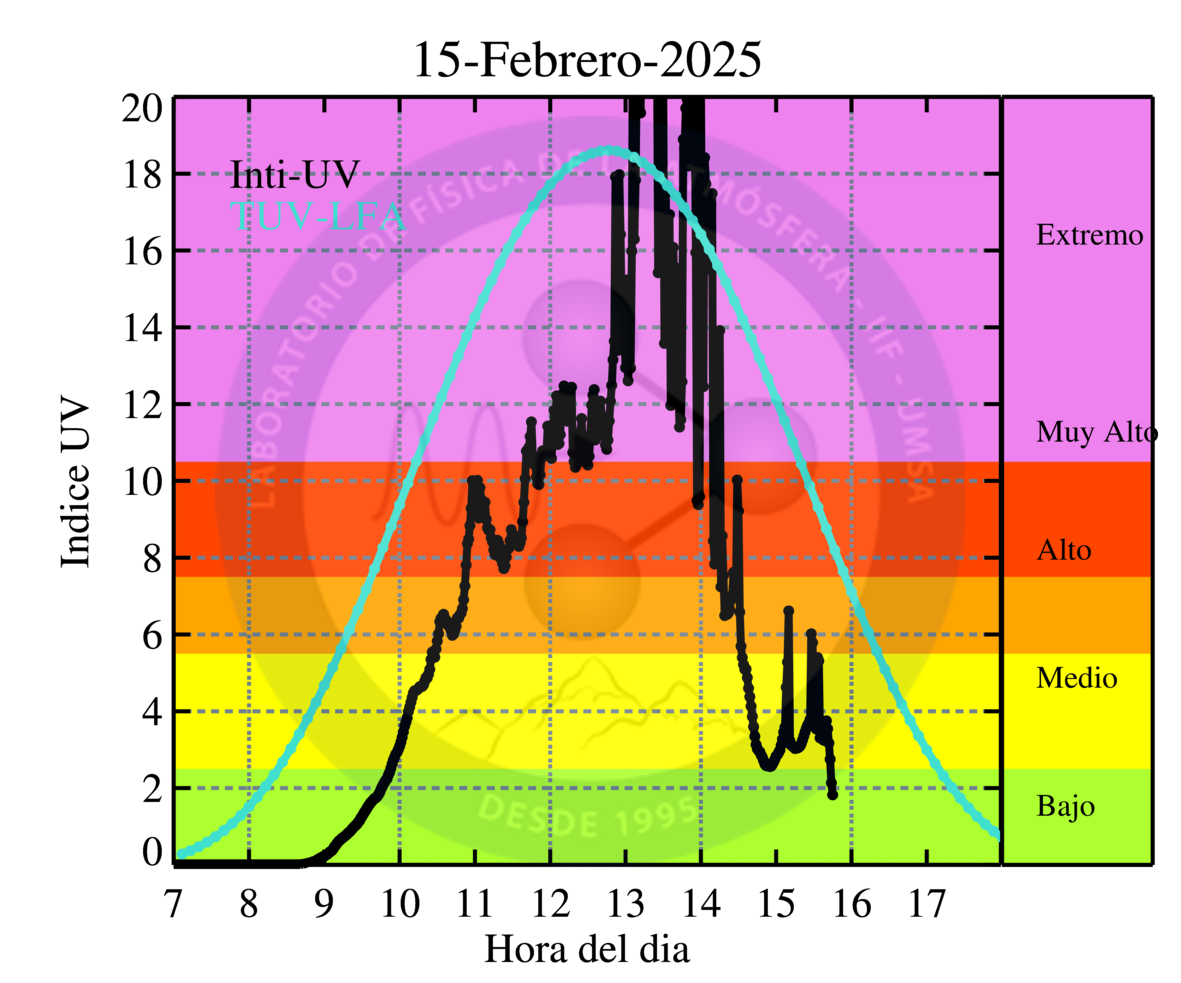 15-Febrero-2025
20
18
16
14
12
10
8
6
4
2
0
Indice UV
Inti-UV
TUV-LFA
LABORATORIO DE FÍSICA DE LA ATMÓSFERA - IIF - UMSA
DESDE 1995
Extremo
Muy Alto
Alto
Medio
Bajo
7 8 9 10 11 12 13 14 15 16 17
Hora del dia